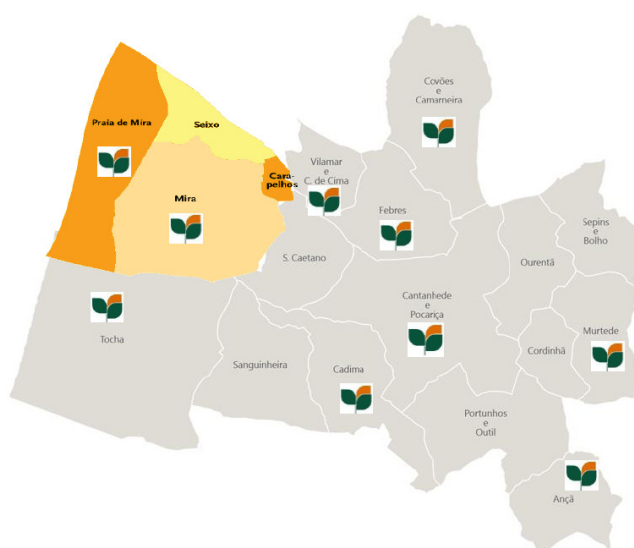 Covões
e
Camarneira
Praia de Mira
Seixo
Vilamar
e
C. de Cima
Cara-
pelhos
Mira
Febres
Sepins
e
Bolho
S. Caetano
Ourentã
Cantanhede
e
Pocariça
Tocha
Murtede
Cordinhã
Sanguinheira
Cadima
Portunhos
e
Outil
Ançã